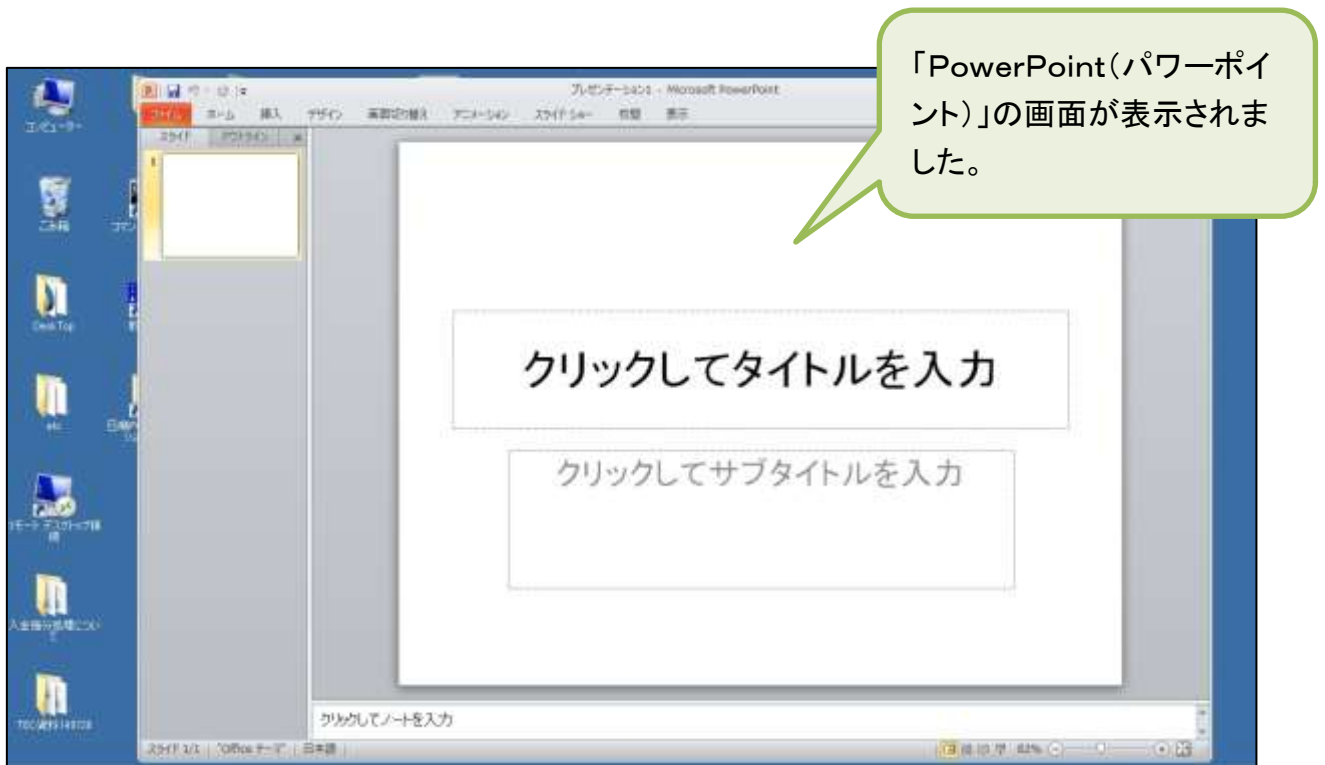 「PowerPoint(パワーポイ
ント)」の画面が表示されま
した。
プレゼンテーション1 - Microsoft PowerPoint
ファイル ホーム 挿入 デザイン 画面切り替え アニメーション スライド ショー 校閲 表示
スライド アウトライン
1
コンピューター
ごみ箱
DeskTop
etc
クリックしてタイトルを入力
クリックしてサブタイトルを入力
クリックしてノートを入力
スライド 1/1 "Office テーマ" 日本語
82%